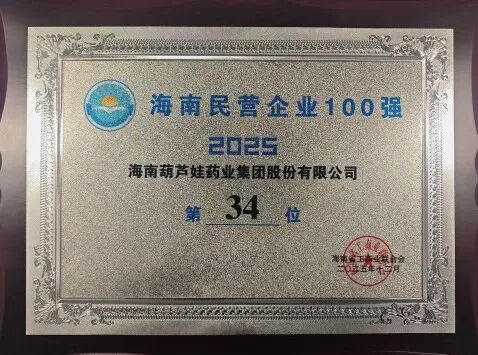 海南民营企业100强
2025
海南葫芦娃药业集团股份有限公司
第 34 位
海南省工商业联合会
二〇二五年十二月